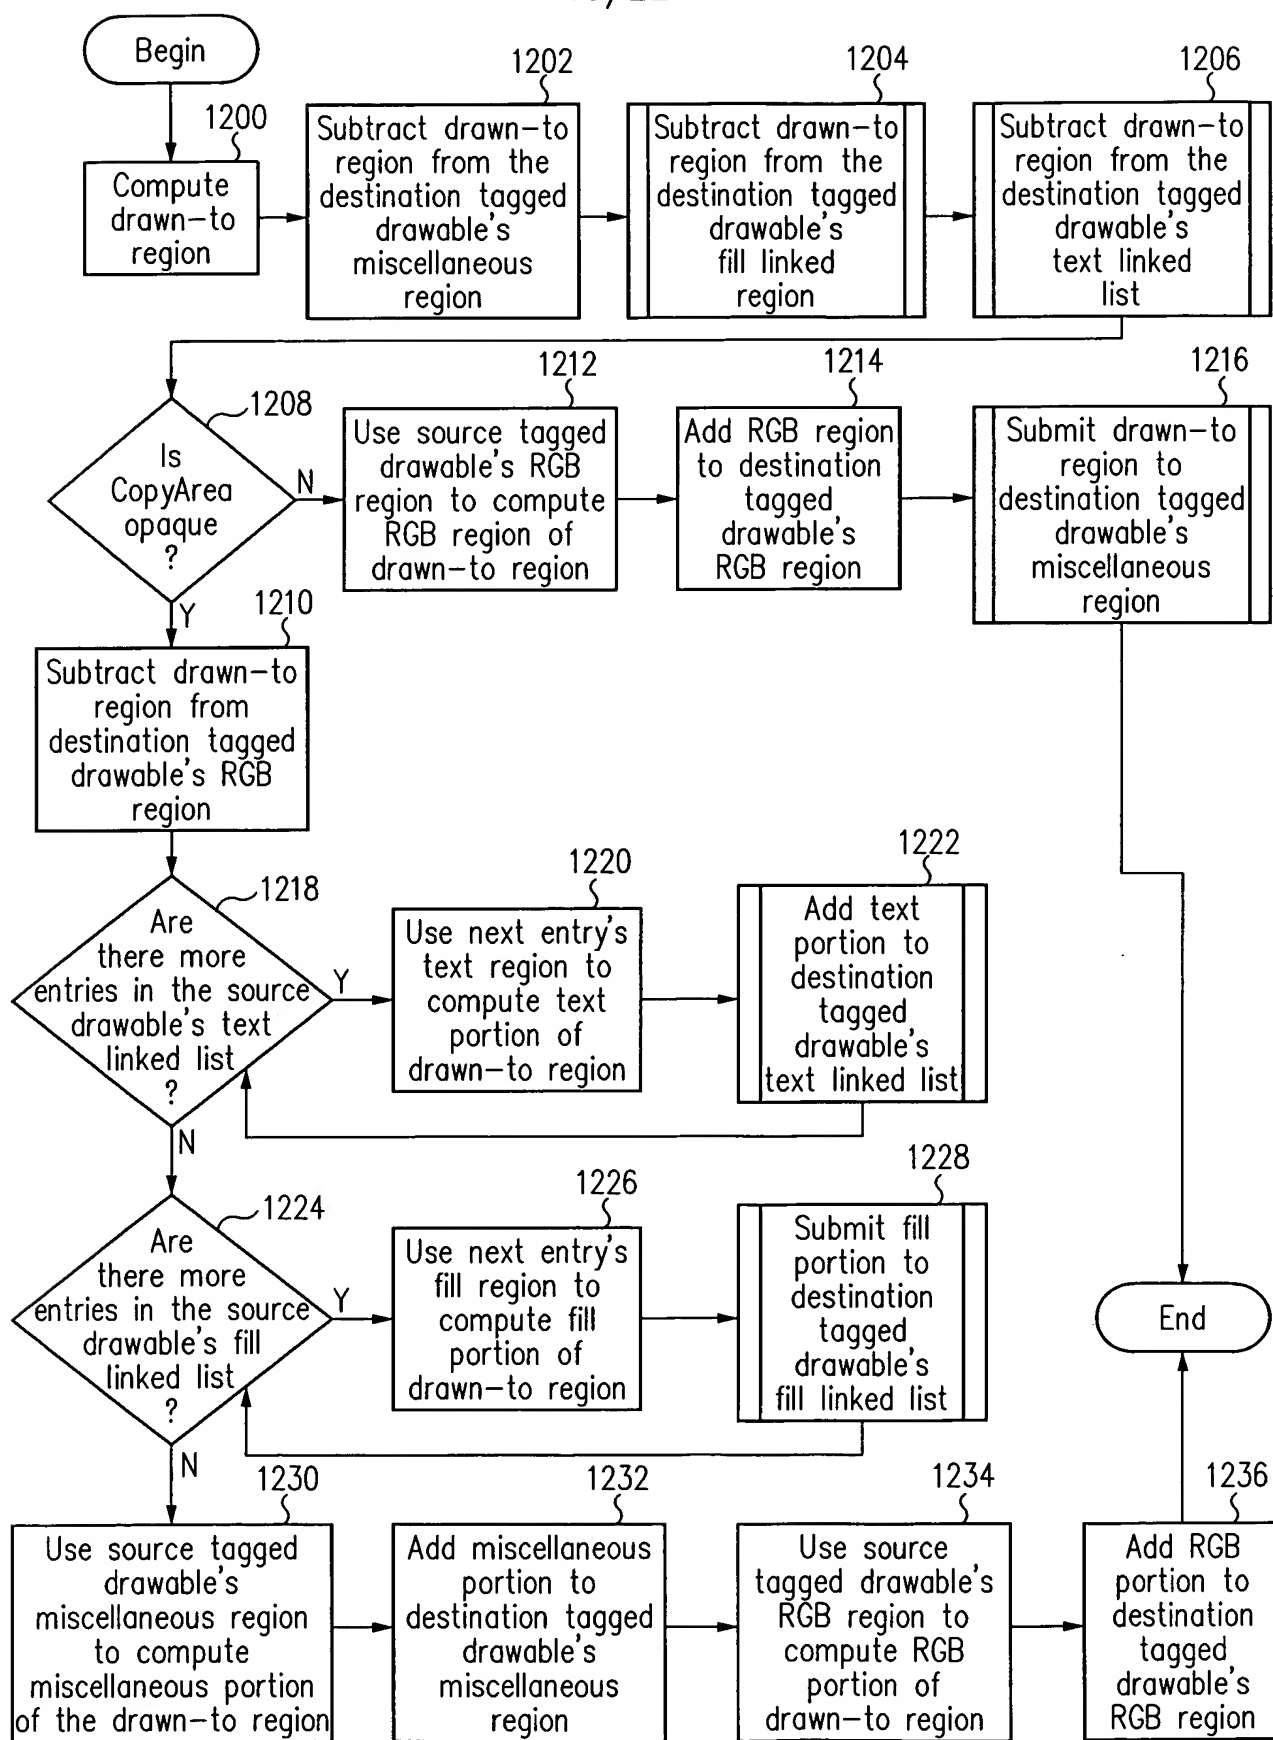 Begin
1200
Compute
drawn-to
region
1202
Subtract drawn-to
region from the
destination tagged
drawable's
miscellaneous
region
1204
Subtract drawn-to
region from the
destination tagged
drawable's
fill linked
region
1206
Subtract drawn-to
region from the
destination tagged
drawable's
text linked
list
1208
Is
CopyArea
opaque
?
N
Y
1212
Use source tagged
drawable's RGB
region to compute
RGB region of
drawn-to region
1214
Add RGB region
to destination
tagged
drawable's
RGB region
1216
Submit drawn-to
region to
destination tagged
drawable's
miscellaneous
region
1210
Subtract drawn-to
region from
destination tagged
drawable's RGB
region
1218
Are
there more
entries in the source
drawable's text
linked list
?
Y
N
1220
Use next entry's
text region to
compute text
portion of
drawn-to region
1222
Add text
portion to
destination
tagged
drawable's
text linked list
1224
Are
there more
entries in the source
drawable's fill
linked list
?
Y
N
1226
Use next entry's
fill region to
compute fill
portion of
drawn-to region
1228
Submit fill
portion to
destination
tagged
drawable's
fill linked list
End
1230
Use source tagged
drawable's
miscellaneous region
to compute
miscellaneous portion
of the drawn-to region
1232
Add miscellaneous
portion to
destination tagged
drawable's
miscellaneous
region
1234
Use source
tagged drawable's
RGB region to
compute RGB
portion of
drawn-to region
1236
Add RGB
portion to
destination
tagged
drawable's
RGB region